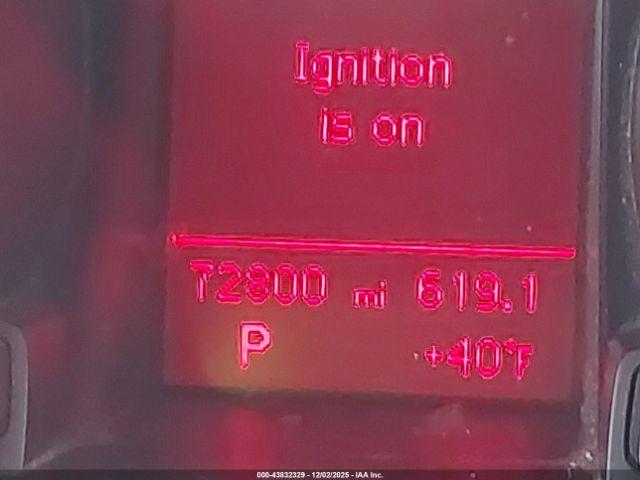 Ignition
is on
72800 mi 619.1
P +40°F
000-43832329 - 12/02/2025 - IAA Inc.